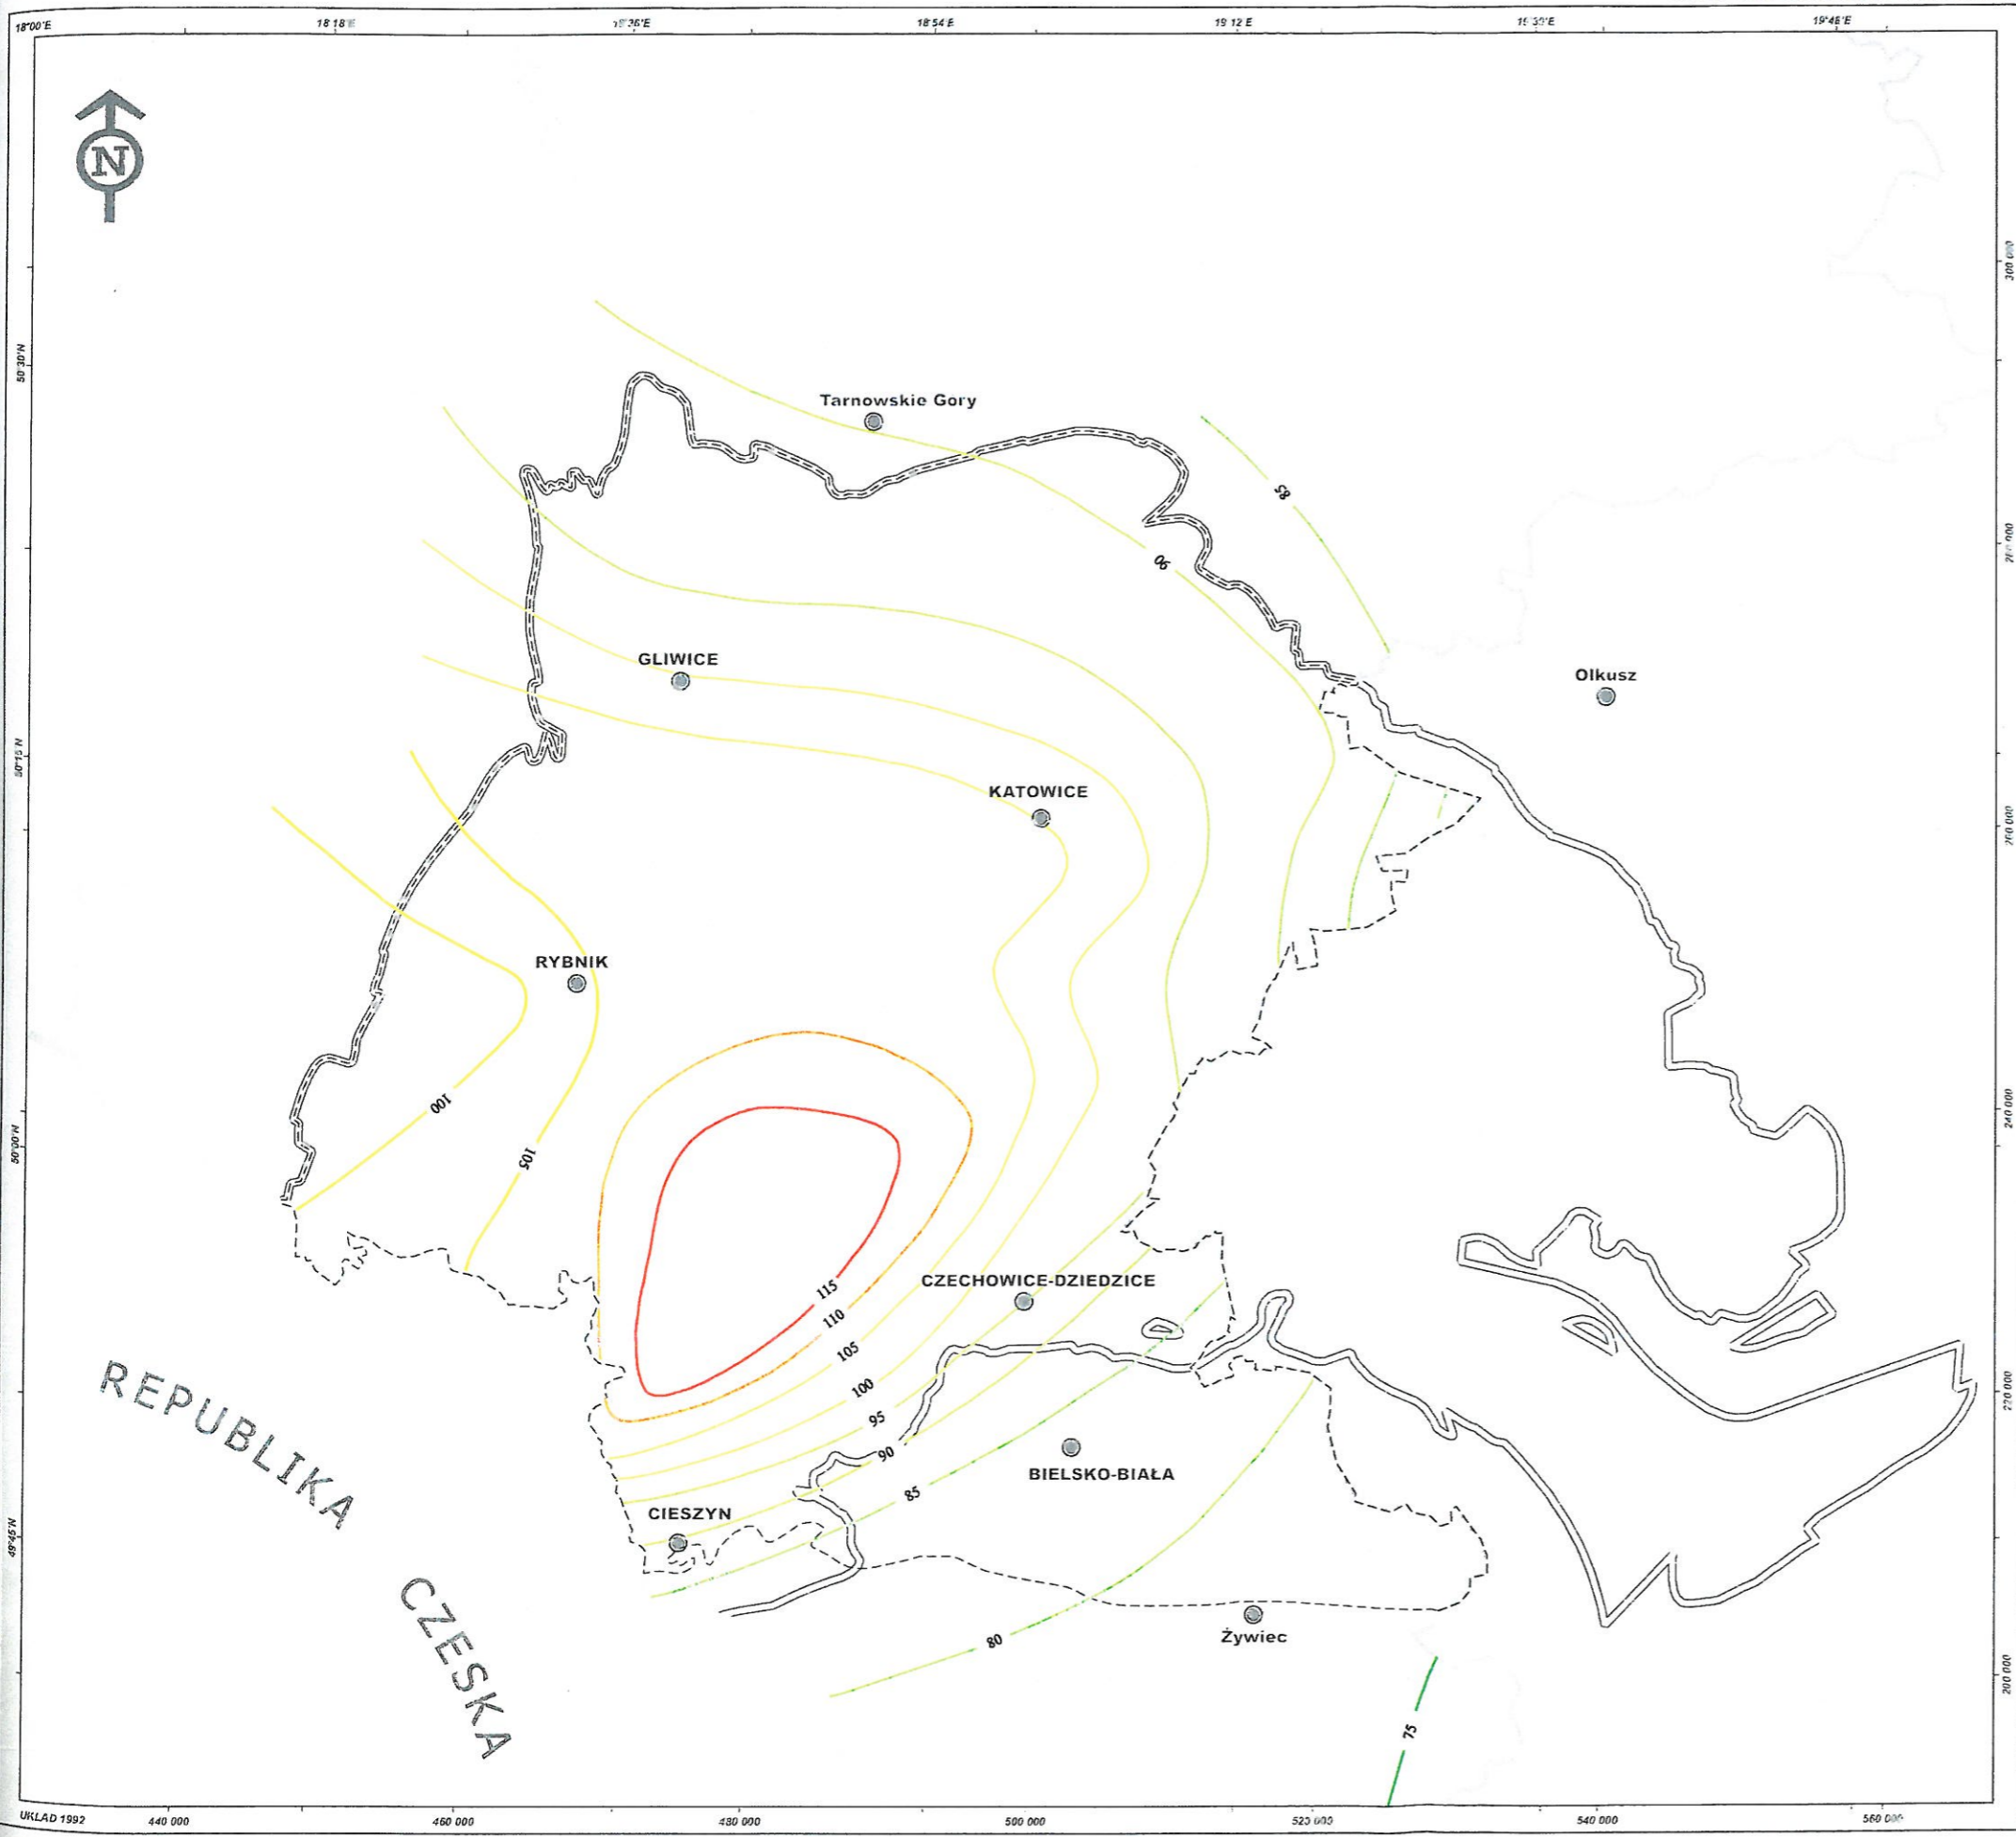 18°00'E
18 18'E
18 54'E
19 12 E
N
50°30'N
50°15'N
50°00'N
49°45'N
300 000
260 000
240 000
220 000
200 000
Tarnowskie Gory
85
90
GLIWICE
Olkusz
KATOWICE
RYBNIK
100
105
CZECHOWICE-DZIEDZICE
115
110
105
100
95
90
85
80
75
BIELSKO-BIAŁA
CIESZYN
Żywiec
REPUBLIKA
CZESKA
UKŁAD 1992
440 000
460 000
480 000
500 000
520 000
540 000
560 000